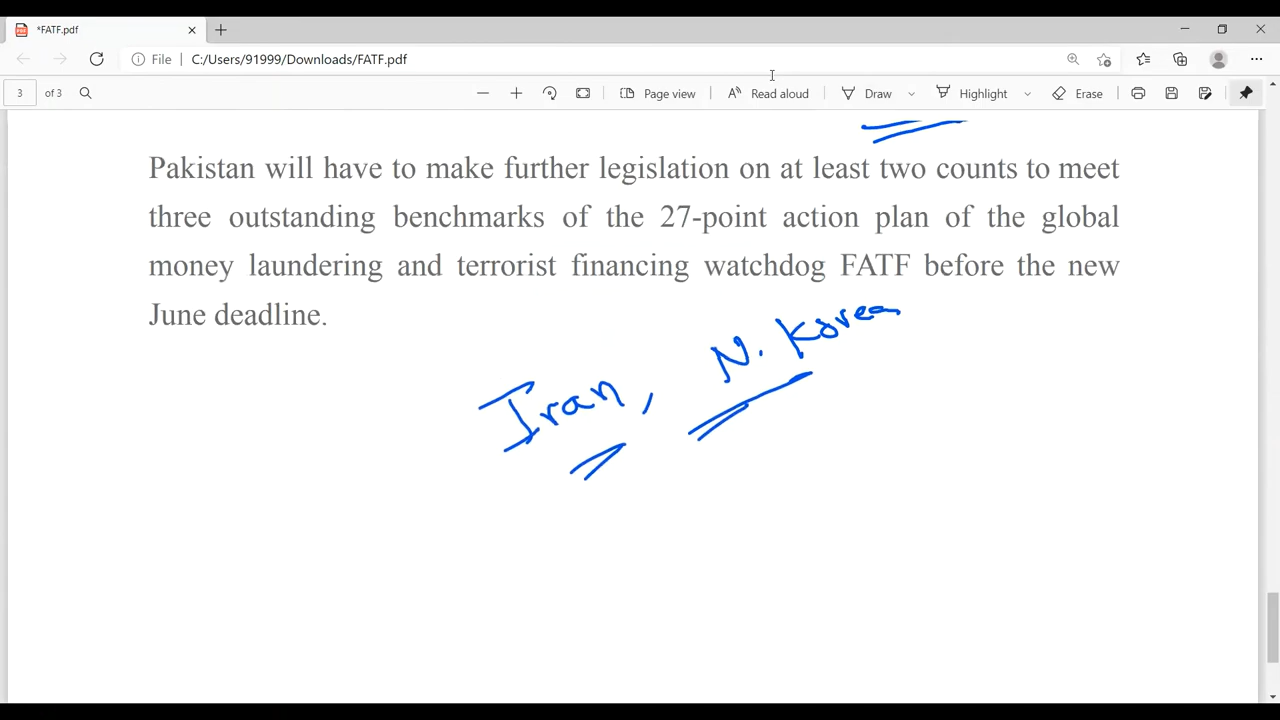 *FATF.pdf
File | C:/Users/91999/Downloads/FATF.pdf
3 of 3 Page view Read aloud Draw Highlight Erase
Pakistan will have to make further legislation on at least two counts to meet
three outstanding benchmarks of the 27-point action plan of the global
money laundering and terrorist financing watchdog FATF before the new
June deadline.
Iran, N. Korea